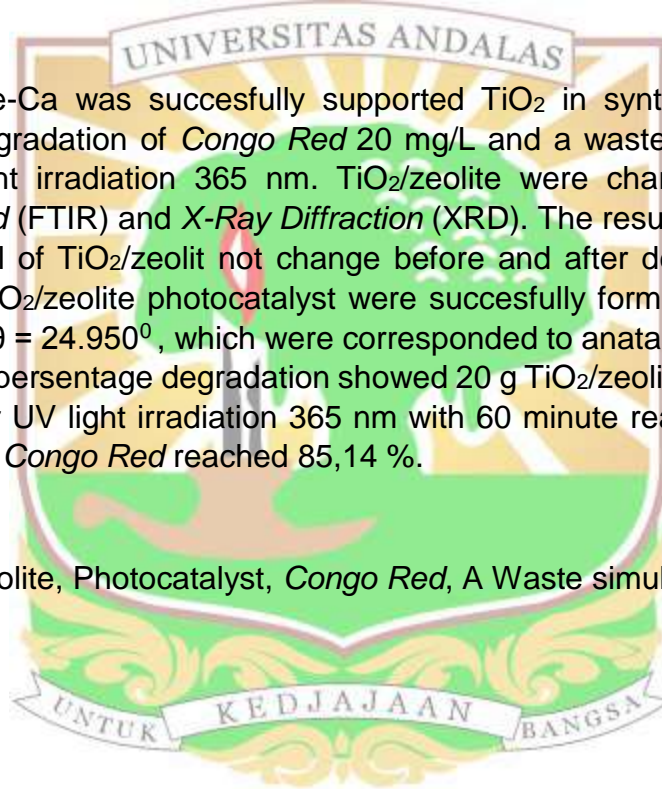 UNIVERSITAS ANDALAS
e-Ca was succesfully supported TiO₂ in synt
gradation of Congo Red 20 mg/L and a waste
nt irradiation 365 nm. TiO₂/zeolite were char
d (FTIR) and X-Ray Diffraction (XRD). The resu
l of TiO₂/zeolit not change before and after de
O₂/zeolite photocatalyst were succesfully form
θ = 24.950⁰ , which were corresponded to anata
persentage degradation showed 20 g TiO₂/zeoli
r UV light irradiation 365 nm with 60 minute rea
Congo Red reached 85,14 %.
olite, Photocatalyst, Congo Red, A Waste simul
UNTUK KEDJAJAAN BANGSA